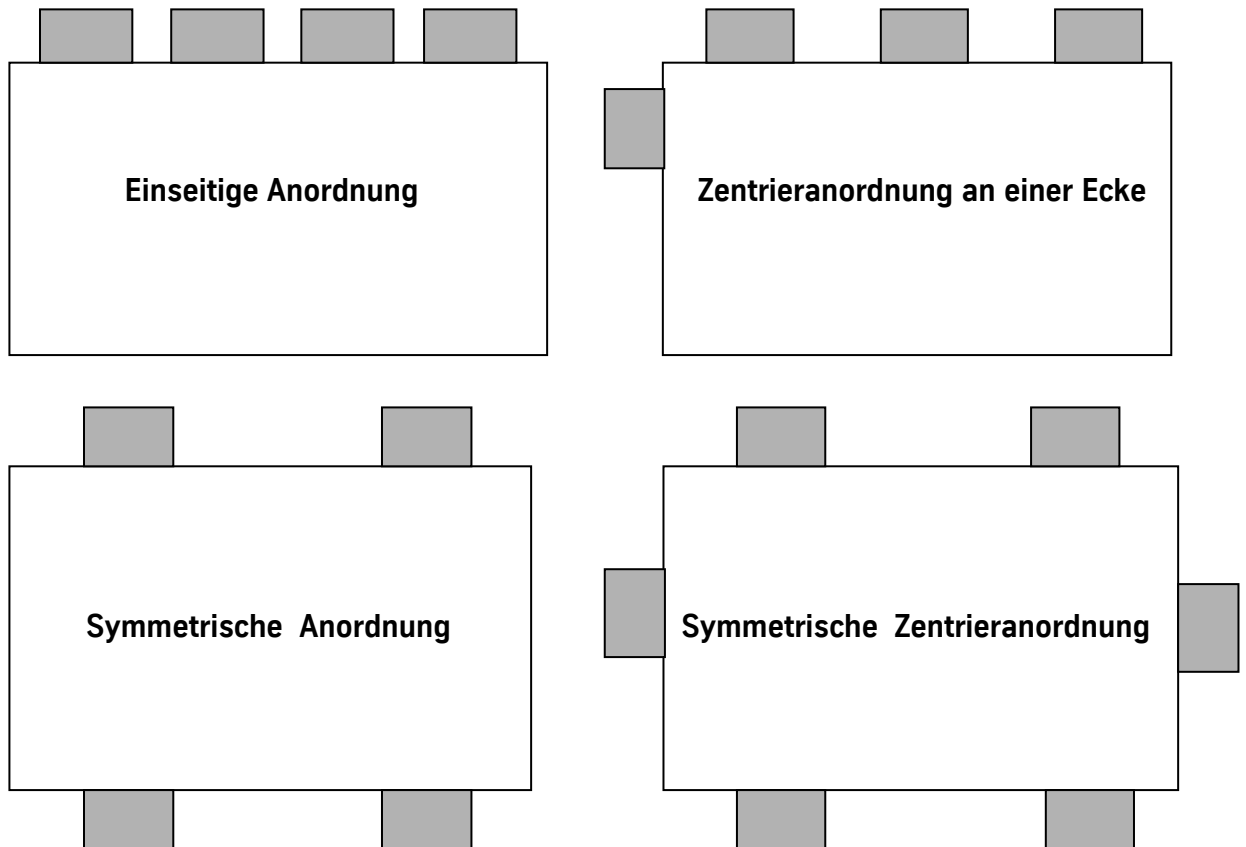 Einseitige Anordnung
Zentrieranordnung an einer Ecke
Symmetrische Anordnung
Symmetrische Zentrieranordnung